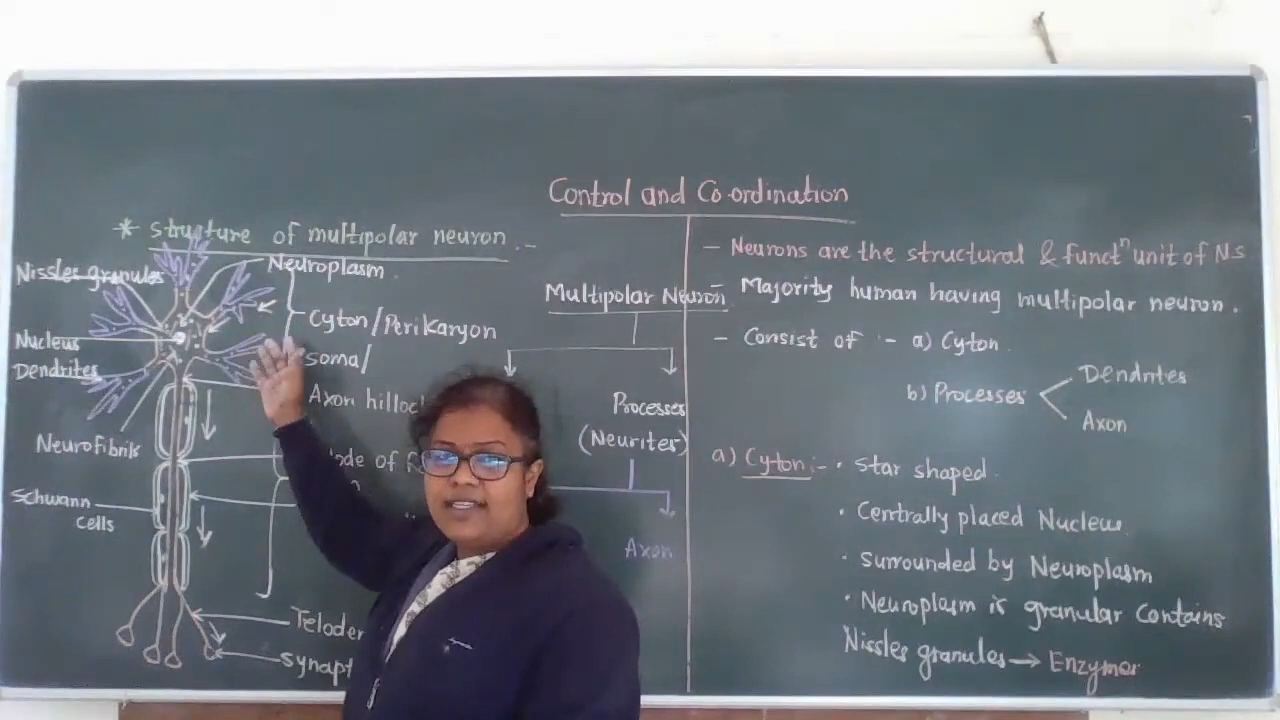 Control and Co-ordination
* Structure of multipolar neuron :-
Nissles granules
Neuroplasm
Cyton/Perikaryon
Nucleus
Soma/
Dendrites
Axon hilloc
Neurofibrils
Node of R
Schwann
cells
Teloder
Synapt
Multipolar Neuron
Processes
(Neurites)
Axon
- Neurons are the structural & functⁿ unit of NS
- Majority human having multipolar neuron.
- Consist of :- a) Cyton
b) Processes
Dendrites
Axon
a) Cyton :- • Star shaped.
• Centrally placed Nucleus.
• Surrounded by Neuroplasm
• Neuroplasm is granular contains
Nissles granules → Enzymes